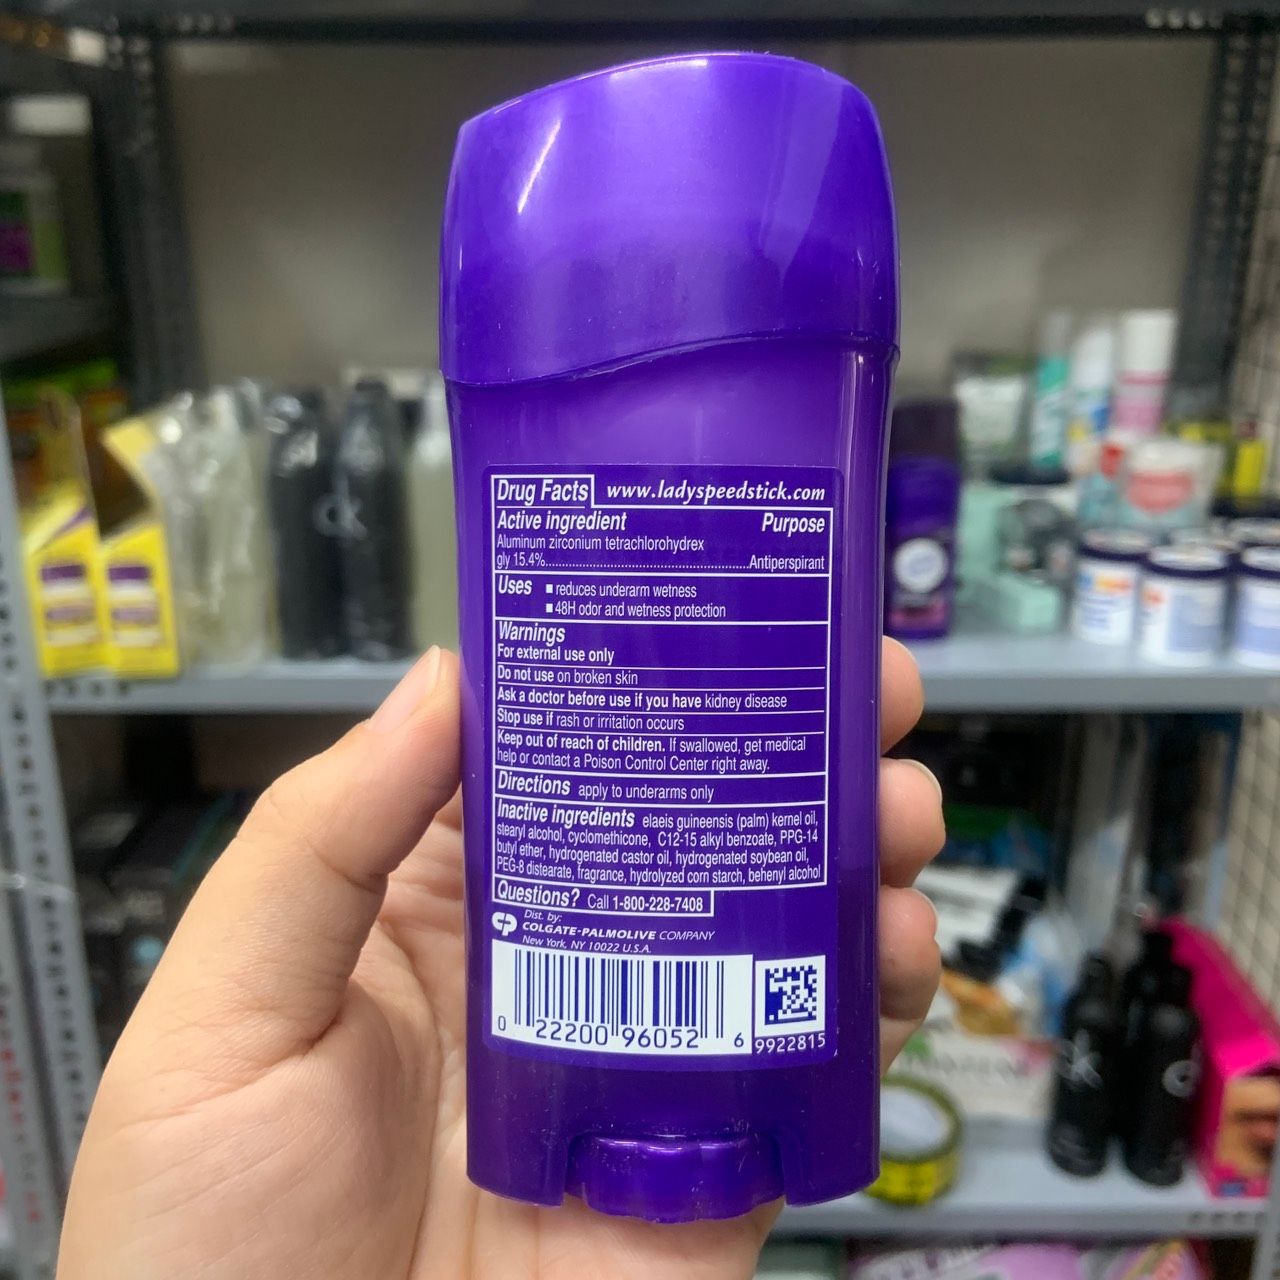 Drug Facts www.ladyspeedstick.com
Active ingredient Purpose
Aluminum zirconium tetrachlorohydrex
gly 15.4%..................................................Antiperspirant
Uses ■ reduces underarm wetness
■ 48H odor and wetness protection
Warnings
For external use only
Do not use on broken skin
Ask a doctor before use if you have kidney disease
Stop use if rash or irritation occurs
Keep out of reach of children. If swallowed, get medical
help or contact a Poison Control Center right away.
Directions apply to underarms only
Inactive ingredients elaeis guineensis (palm) kernel oil,
stearyl alcohol, cyclomethicone, C12-15 alkyl benzoate, PPG-14
butyl ether, hydrogenated castor oil, hydrogenated soybean oil,
PEG-8 distearate, fragrance, hydrolyzed corn starch, behenyl alcohol
Questions? Call 1-800-228-7408
CP Dist. by:
COLGATE-PALMOLIVE COMPANY
New York, NY 10022 U.S.A.
0 22200 96052 6
9922815
ck
ck